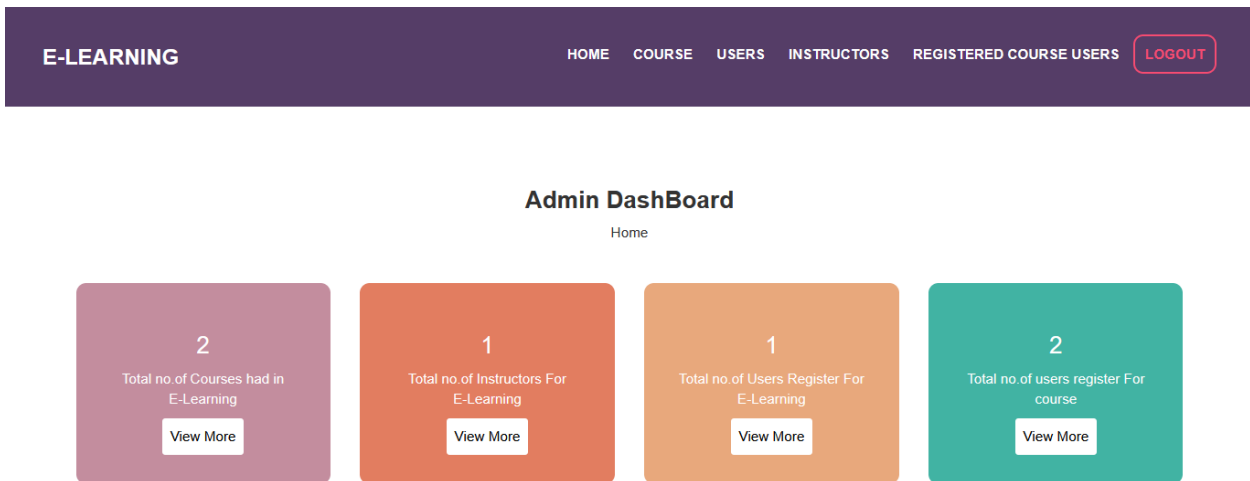 E-LEARNING
HOME COURSE USERS INSTRUCTORS REGISTERED COURSE USERS LOGOUT
Admin DashBoard
Home
2
Total no.of Courses had in
E-Learning
View More
1
Total no.of Instructors For
E-Learning
View More
1
Total no.of Users Register For
E-Learning
View More
2
Total no.of users register For
course
View More